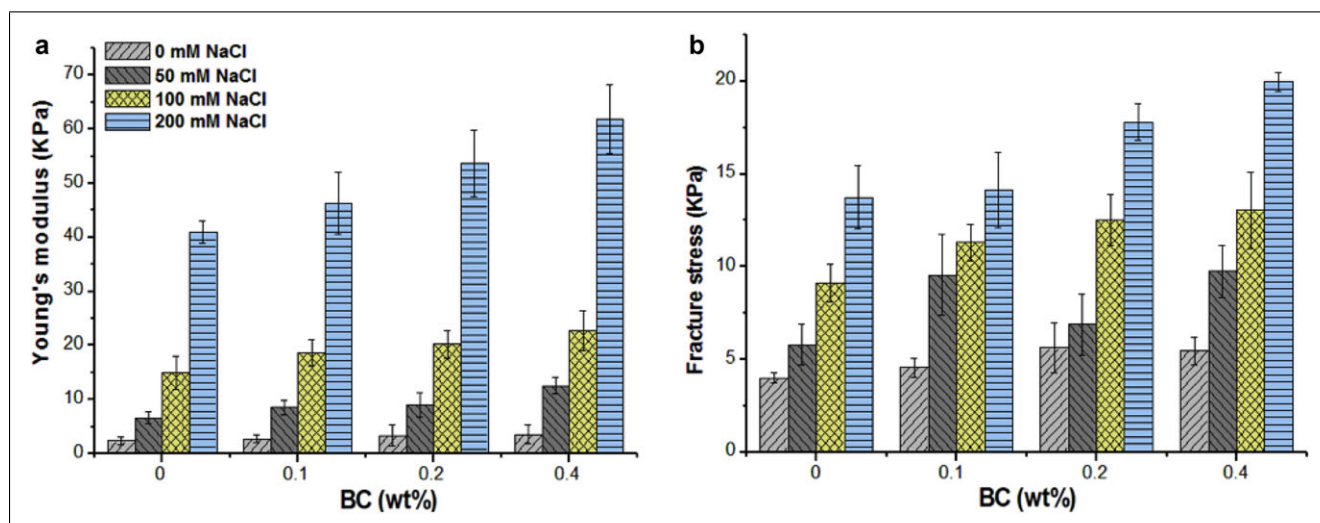 a
0 mM NaCl
50 mM NaCl
100 mM NaCl
200 mM NaCl
Young's modulus (KPa)
70
60
50
40
30
20
10
0
0 0.1 0.2 0.4
BC (wt%)
b
Fracture stress (KPa)
20
15
10
5
0
0 0.1 0.2 0.4
BC (wt%)